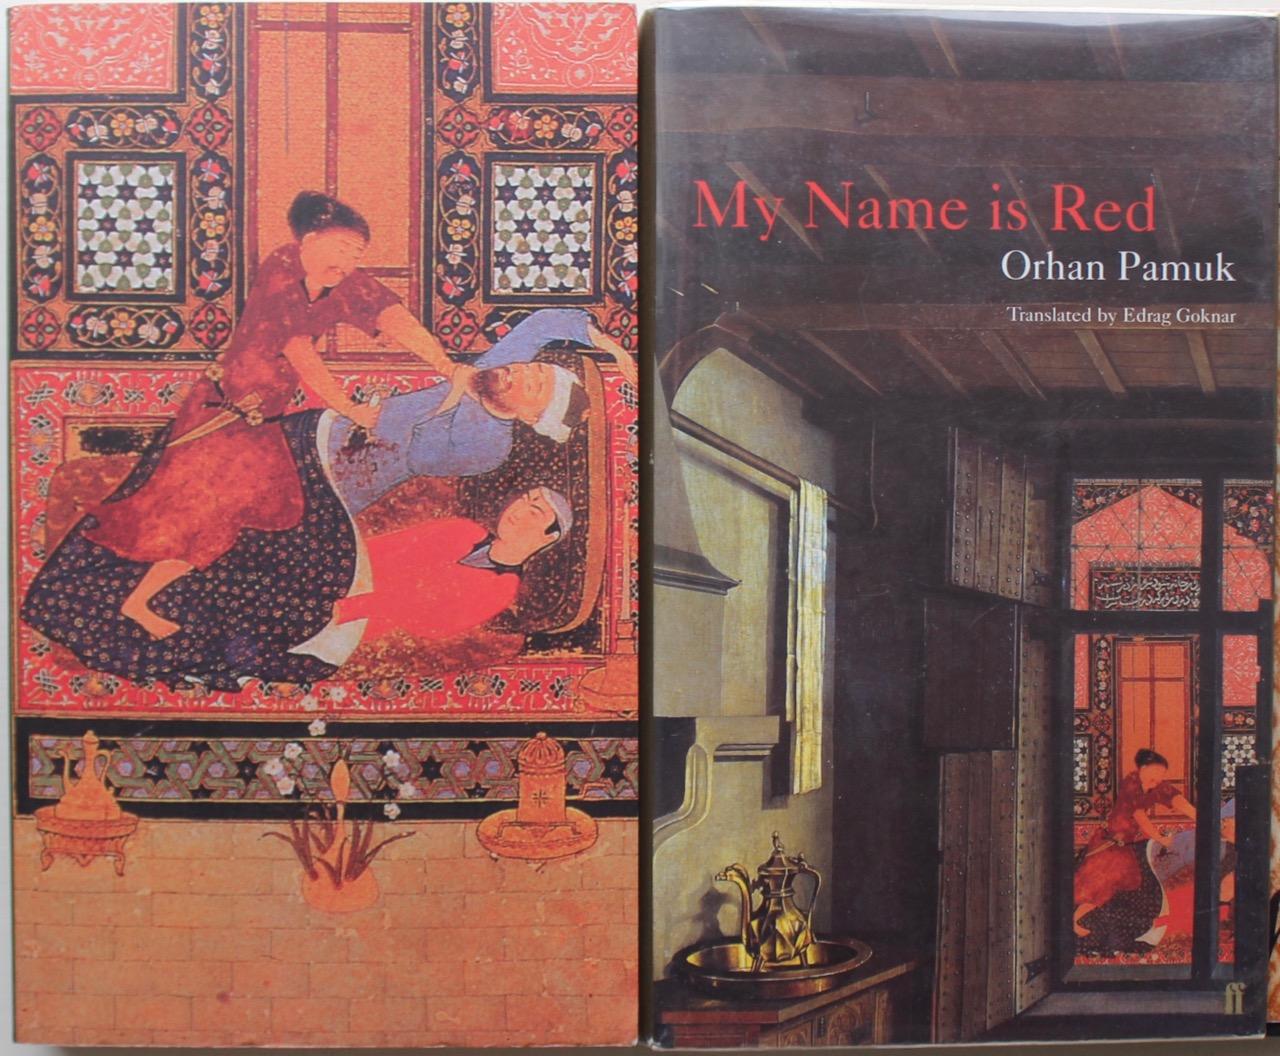 My Name is Red
Orhan Pamuk
Translated by Edrag Goknar
ff